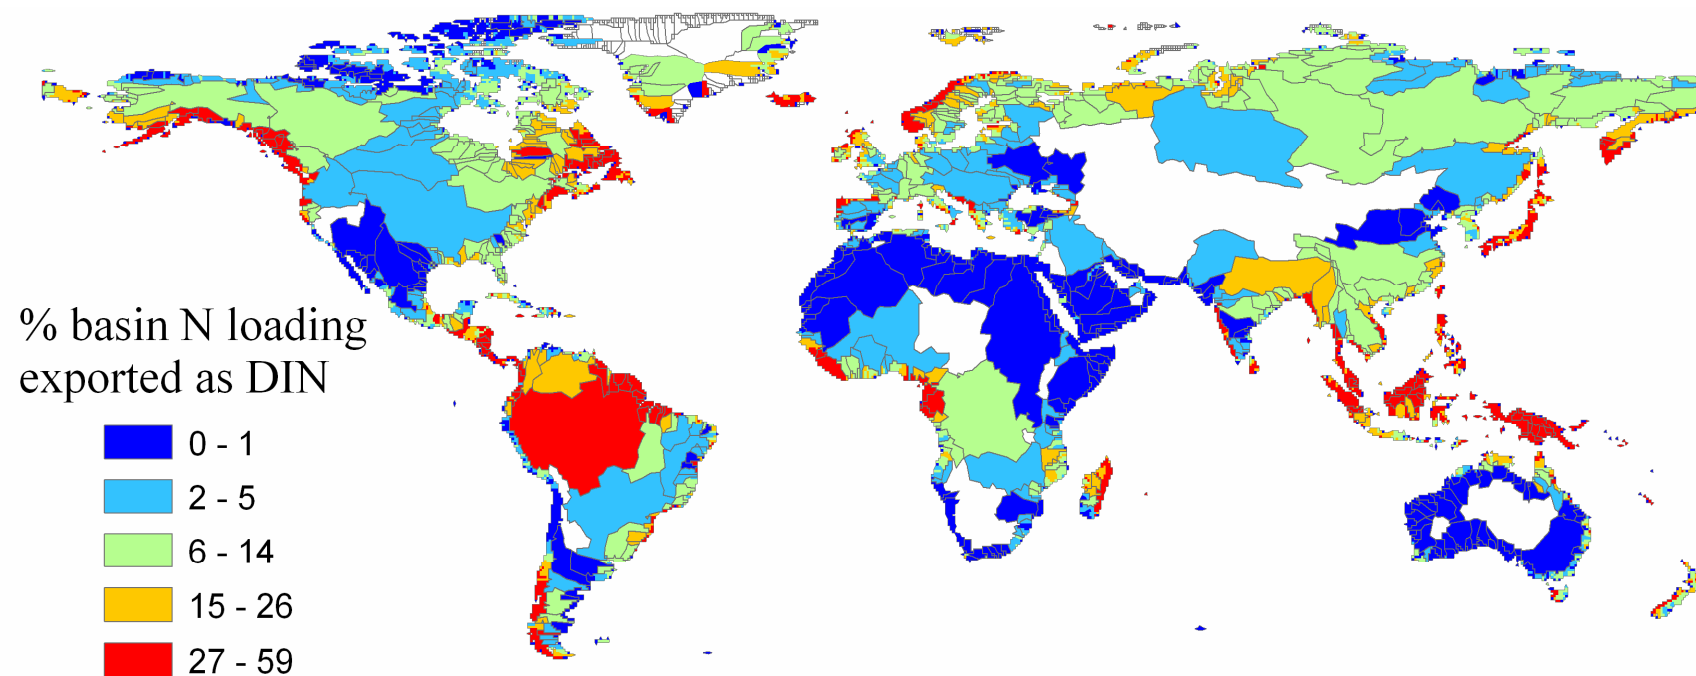 % basin N loading
exported as DIN
0 - 1
2 - 5
6 - 14
15 - 26
27 - 59